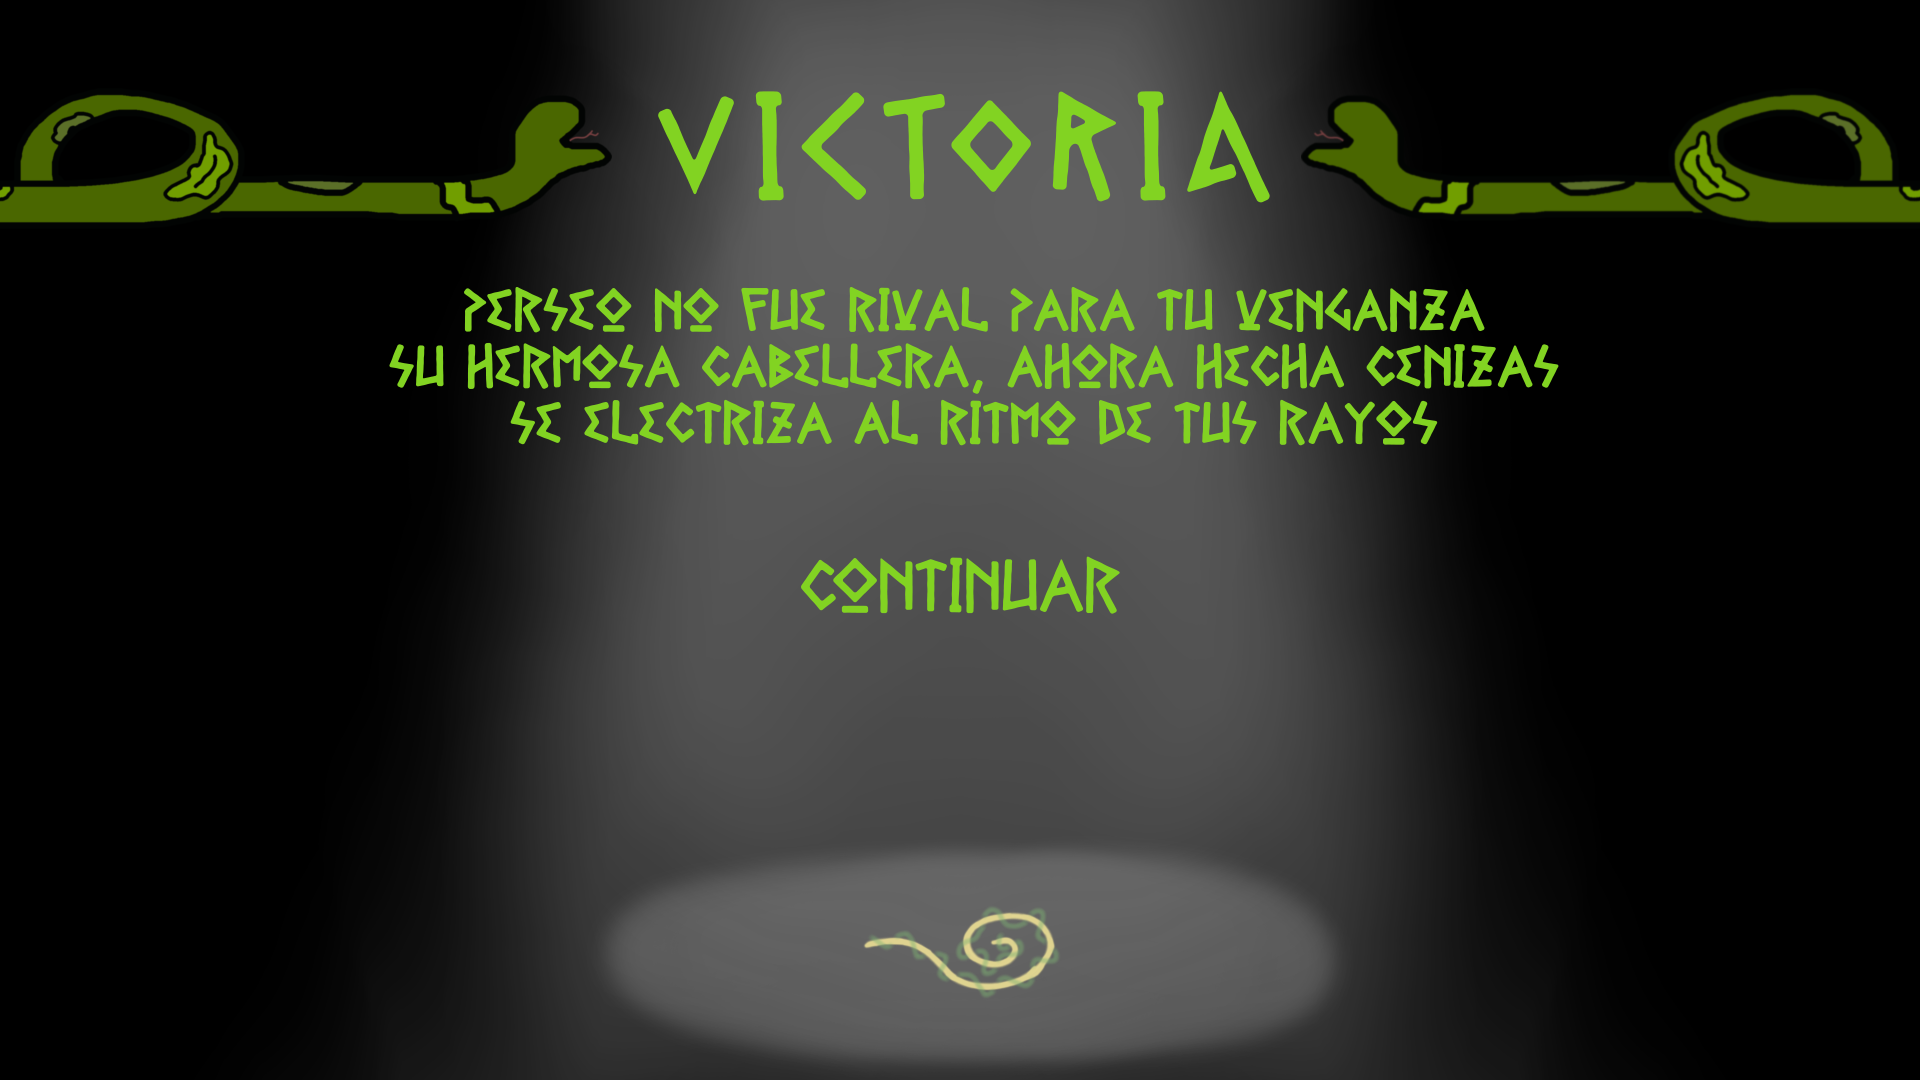 VICTORIA
PERSEO NO FUE RIVAL PARA TU VENGANZA
SU HERMOSA CABELLERA, AHORA HECHA CENIZAS
SE ELECTRIZA AL RITMO DE TUS RAYOS
CONTINUAR